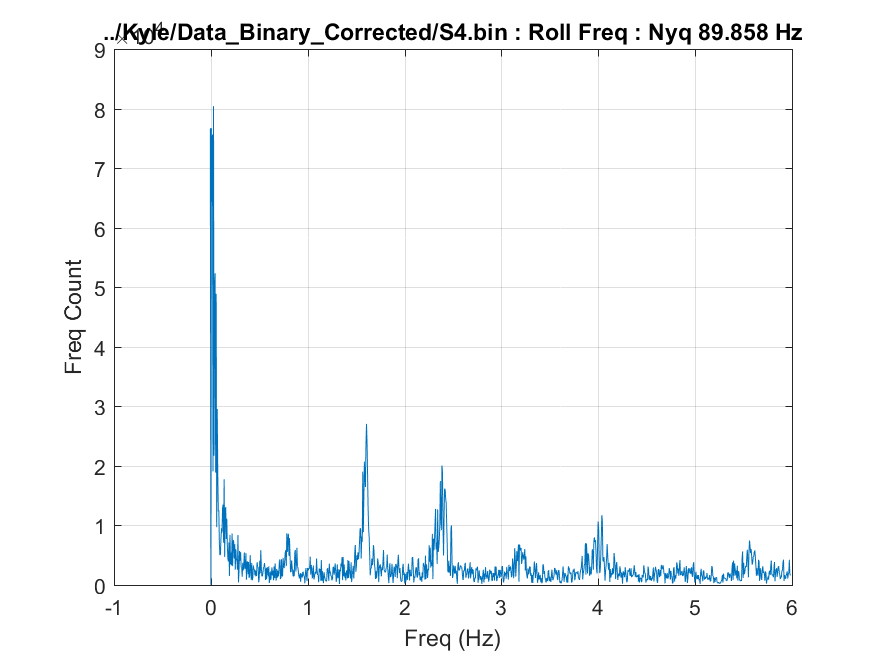 ../Kyle/Data_Binary_Corrected/S4.bin : Roll Freq : Nyq 89.858 Hz
×10⁴
9
8
7
6
5
4
3
2
1
0
Freq Count
-1 0 1 2 3 4 5 6
Freq (Hz)